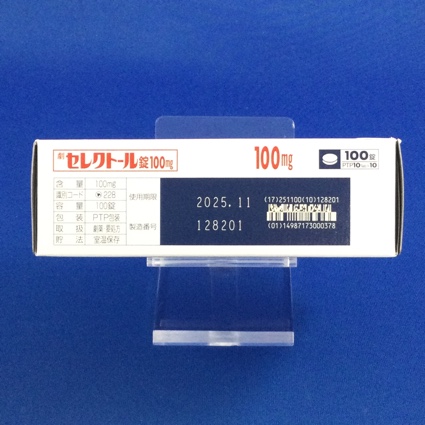 劇 セレクトール錠100mg
100mg
100錠
PTP10錠×10
含量 100mg
識別コード 228
容量 100錠
包装 PTP包装
取扱 劇薬 処方箋
貯法 室温保存
使用期限 2025.11
製造番号 128201
(17)251100(10)128201
(01)14987173000378